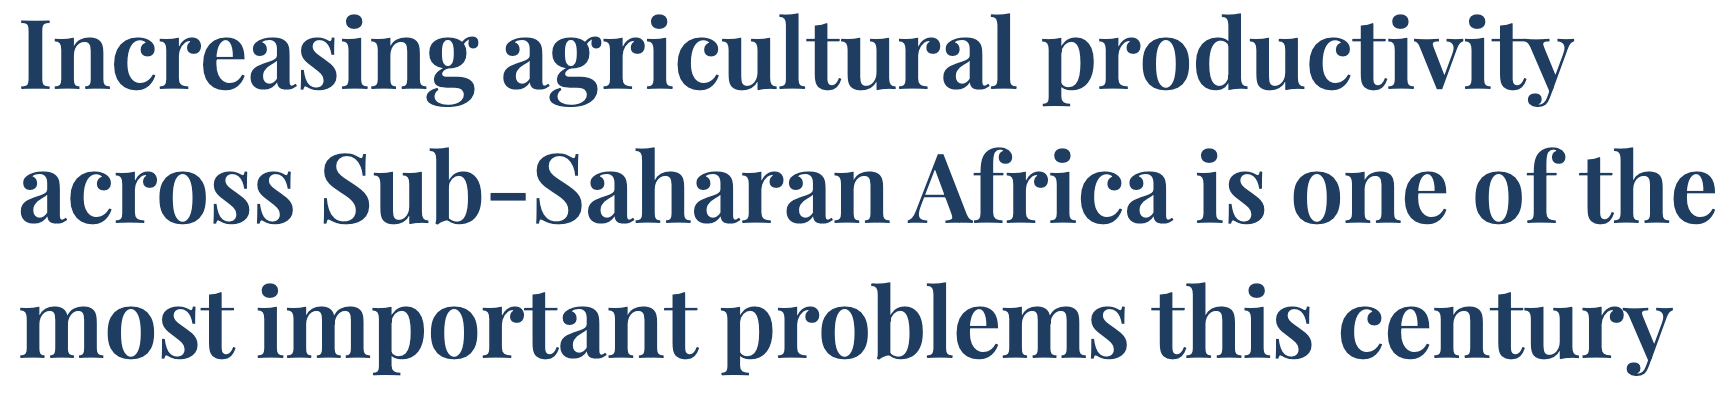 Increasing agricultural productivity
across Sub-Saharan Africa is one of the
most important problems this century